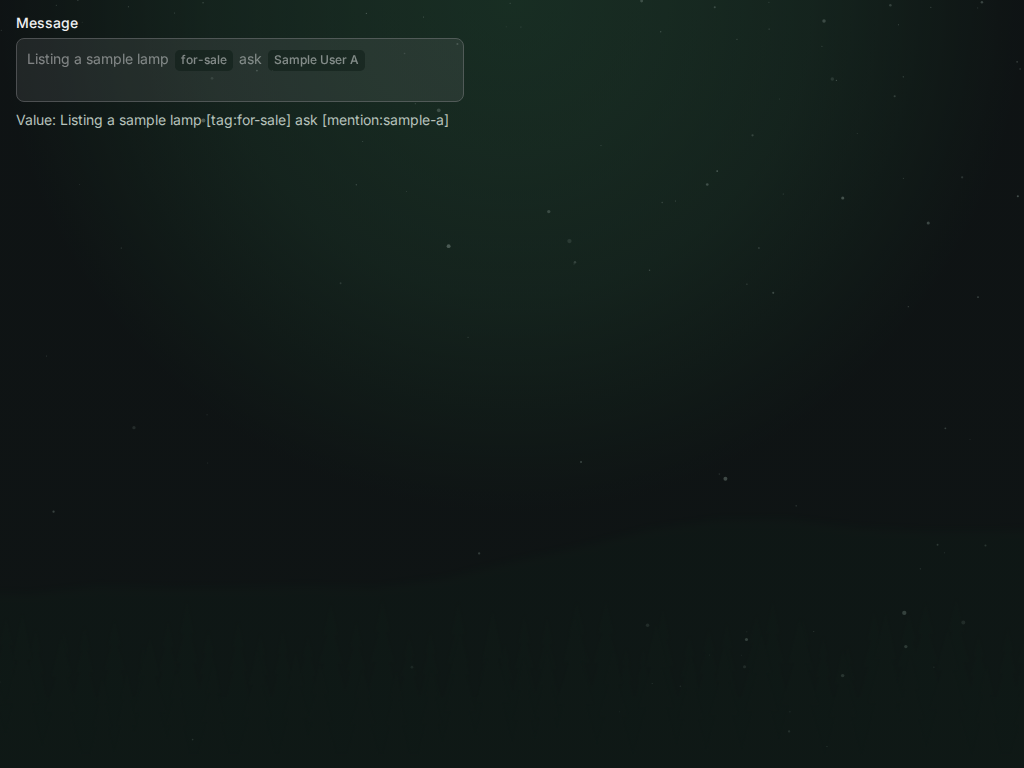 Message
Listing a sample lamp for-sale ask Sample User A
Value: Listing a sample lamp [tag:for-sale] ask [mention:sample-a]